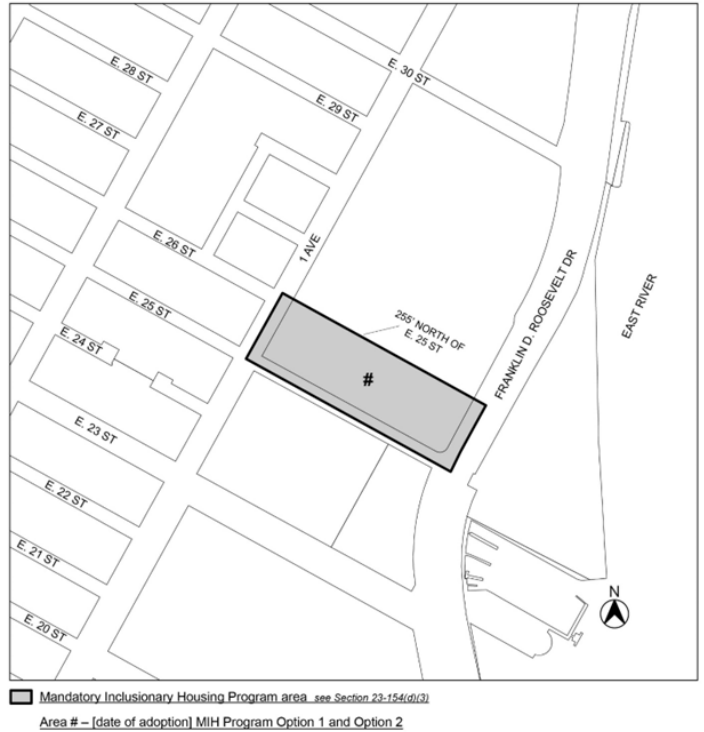 E. 30 ST
E. 28 ST
E. 29 ST
E. 27 ST
E. 26 ST
1 AVE
E. 25 ST
255' NORTH OF
E. 25 ST
FRANKLIN D. ROOSEVELT DR
EAST RIVER
E. 24 ST
#
E. 23 ST
E. 22 ST
E. 21 ST
E. 20 ST
N
Mandatory Inclusionary Housing Program area see Section 23-154(d)(3)
Area # – [date of adoption] MIH Program Option 1 and Option 2